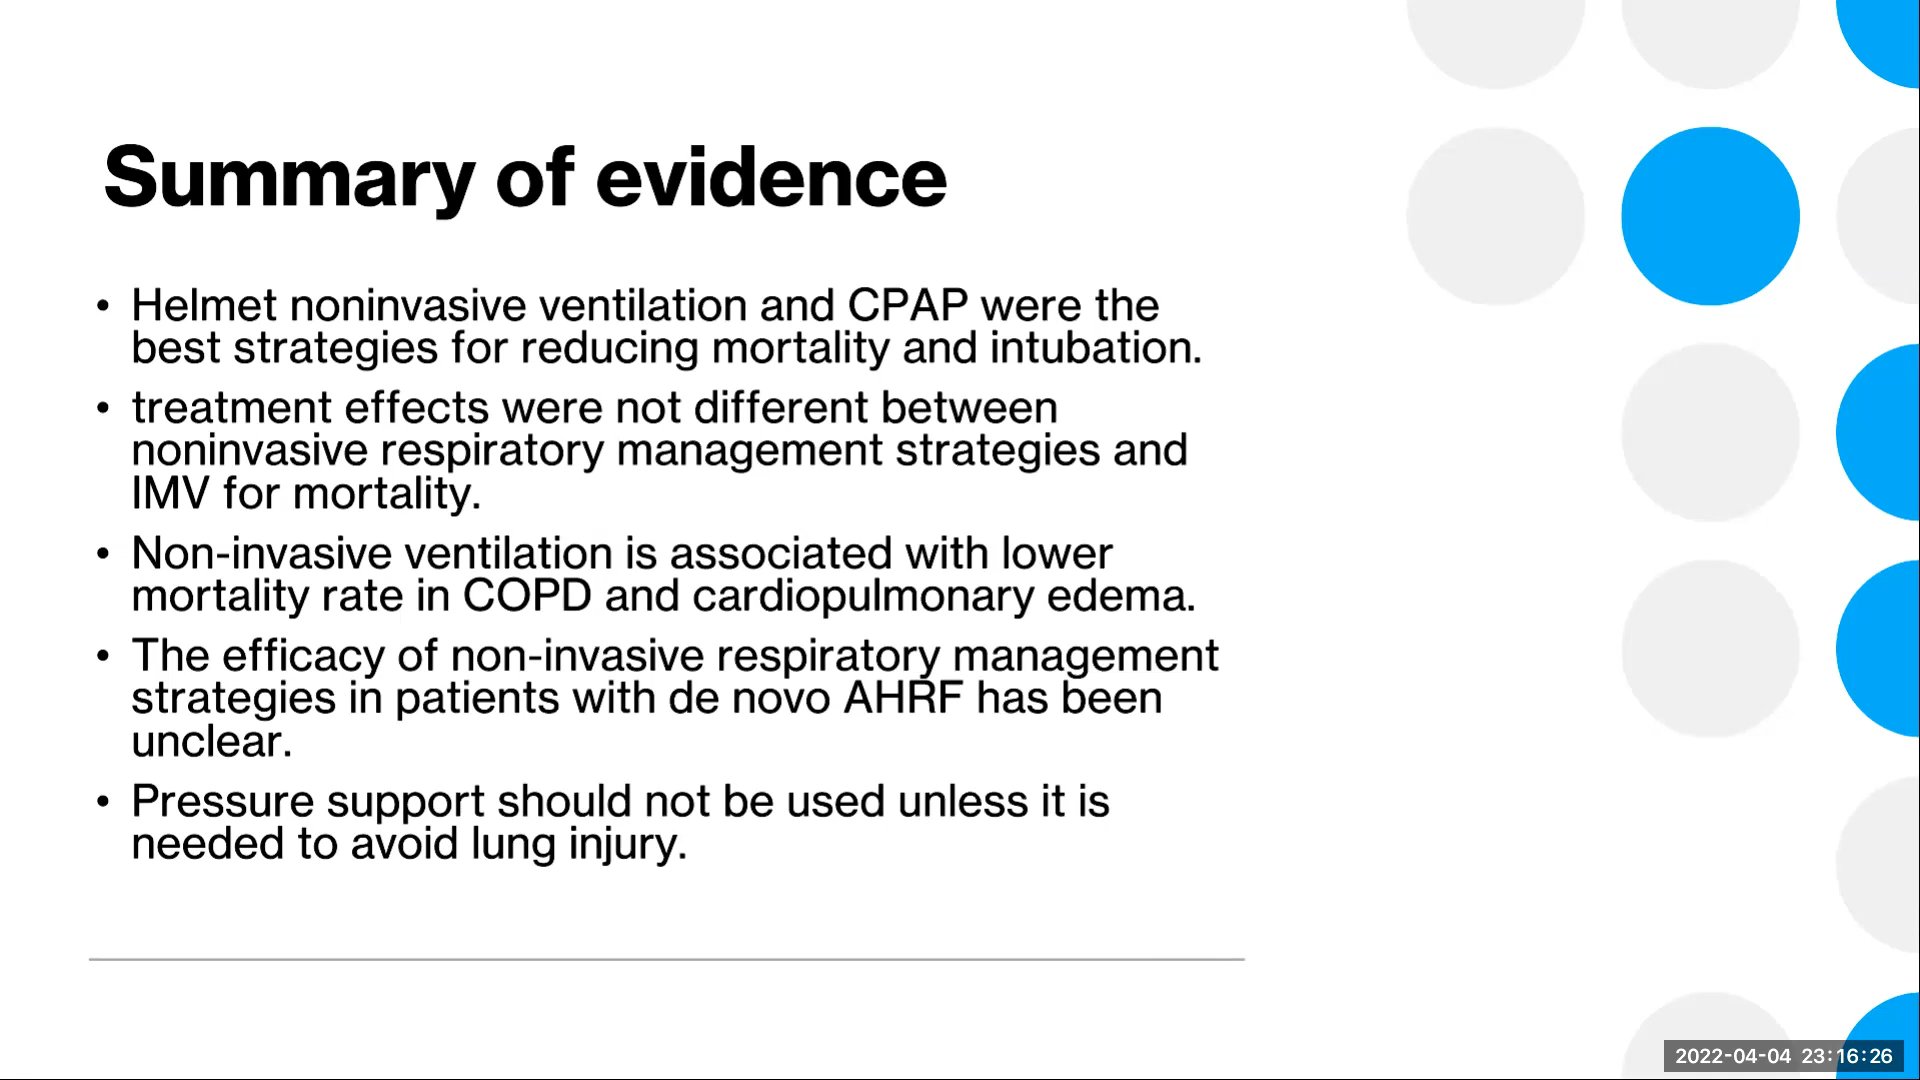 Summary of evidence
• Helmet noninvasive ventilation and CPAP were the
best strategies for reducing mortality and intubation.
• treatment effects were not different between
noninvasive respiratory management strategies and
IMV for mortality.
• Non-invasive ventilation is associated with lower
mortality rate in COPD and cardiopulmonary edema.
• The efficacy of non-invasive respiratory management
strategies in patients with de novo AHRF has been
unclear.
• Pressure support should not be used unless it is
needed to avoid lung injury.
2022-04-04 23:16:26